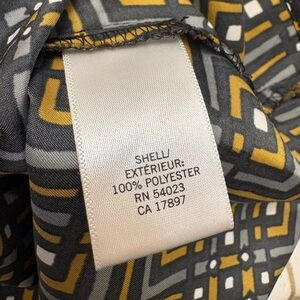 SHELL/
EXTÉRIEUR:
100% POLYESTER
RN 54023
CA 17897